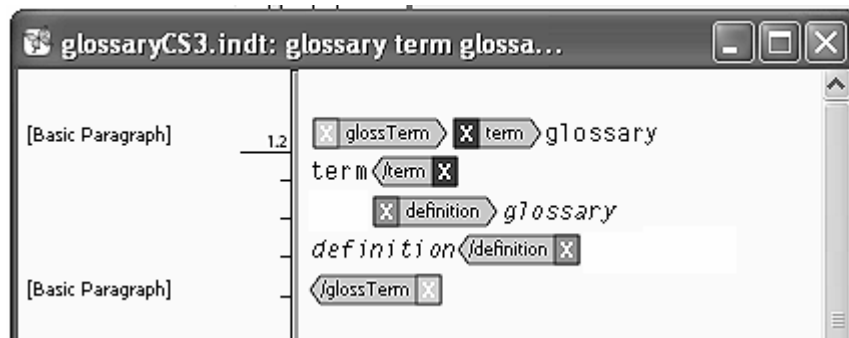 glossaryCS3.indt: glossary term glossa...
[Basic Paragraph] 1.2 X glossTerm X term glossary
term /term X
X definition glossary
definition /definition X
[Basic Paragraph] /glossTerm X